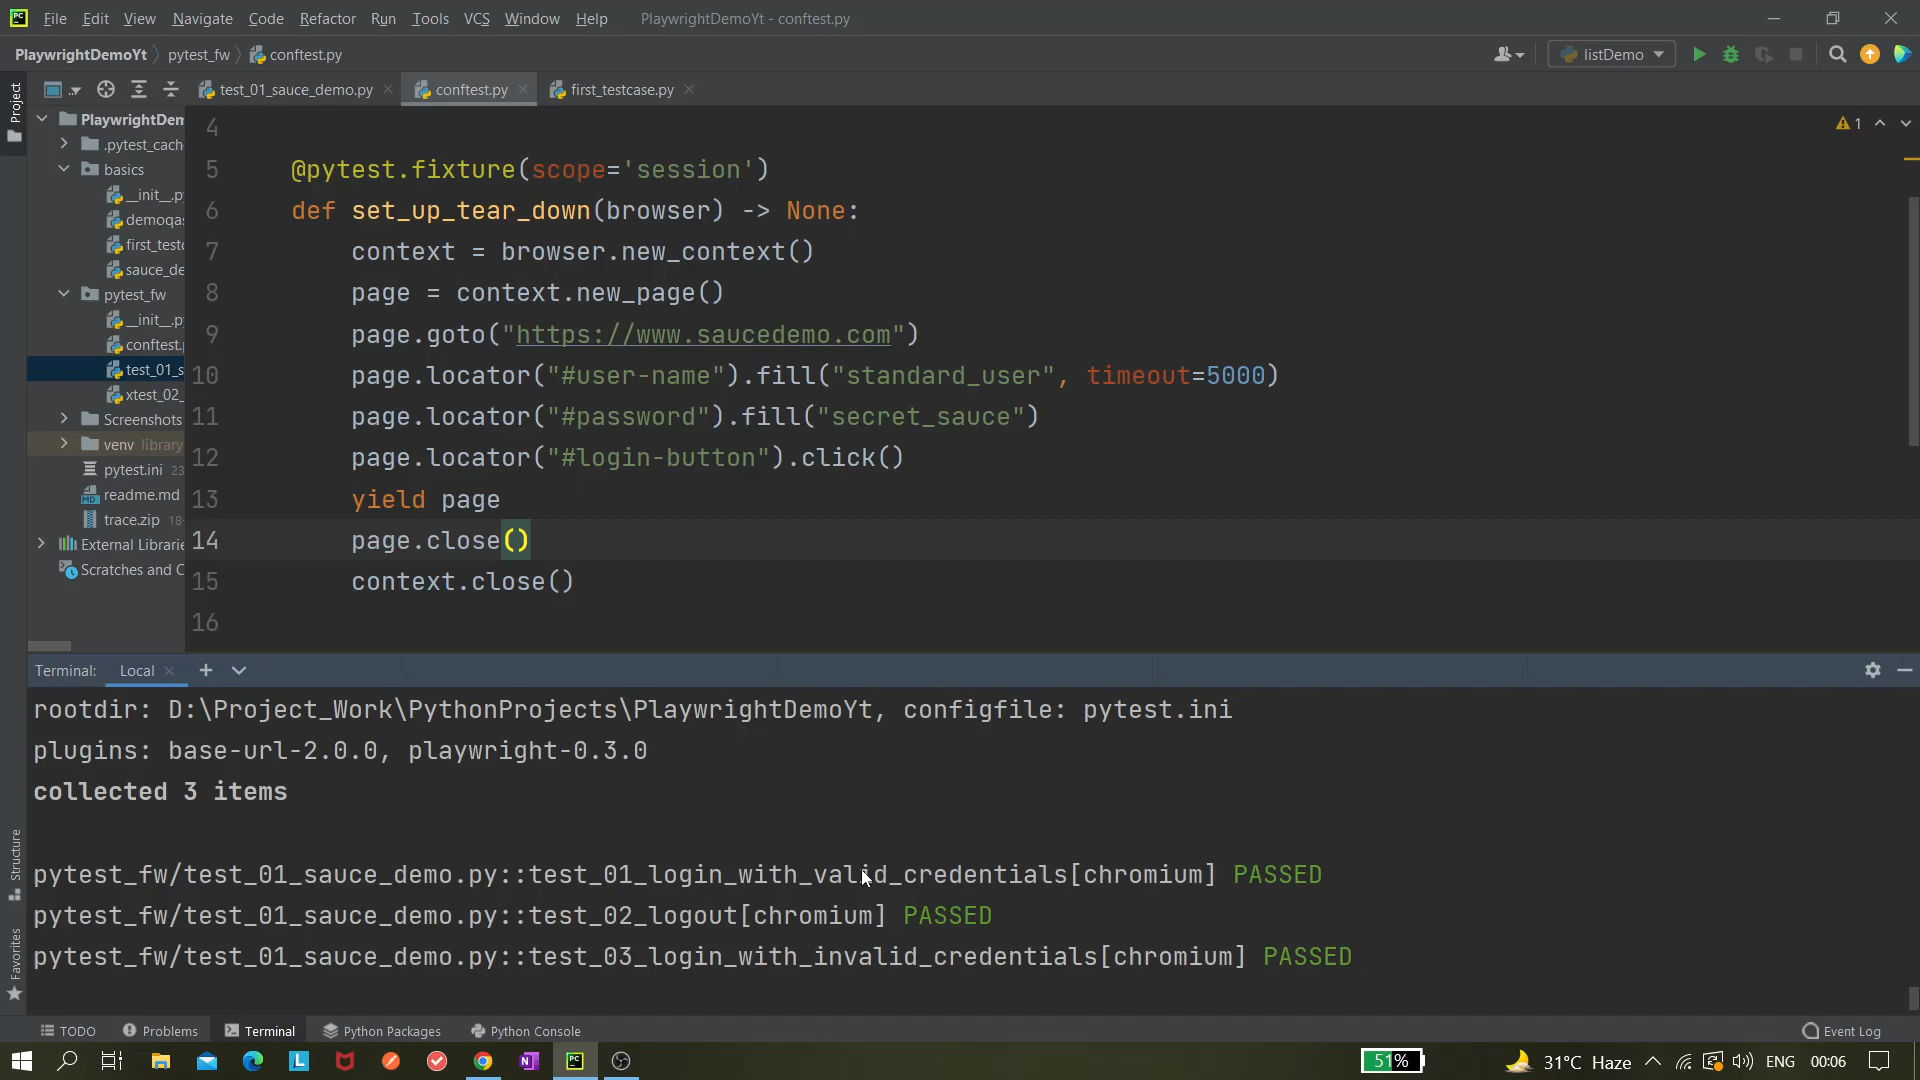 File Edit View Navigate Code Refactor Run Tools VCS Window Help PlaywrightDemoYt - conftest.py
PlaywrightDemoYt pytest_fw conftest.py listDemo
Project
test_01_sauce_demo.py conftest.py first_testcase.py
PlaywrightDem
.pytest_cach
basics
__init__.p
demoqa
first_test
sauce_de
pytest_fw
__init__.p
conftest.
test_01_s
xtest_02_
Screenshots
venv library
pytest.ini 23
readme.md
trace.zip 18
External Librarie
Scratches and C
1
4
5 @pytest.fixture(scope='session')
6 def set_up_tear_down(browser) -> None:
7 context = browser.new_context()
8 page = context.new_page()
9 page.goto("https://www.saucedemo.com")
10 page.locator("#user-name").fill("standard_user", timeout=5000)
11 page.locator("#password").fill("secret_sauce")
12 page.locator("#login-button").click()
13 yield page
14 page.close()
15 context.close()
16
Terminal: Local
rootdir: D:\Project_Work\PythonProjects\PlaywrightDemoYt, configfile: pytest.ini
plugins: base-url-2.0.0, playwright-0.3.0
collected 3 items
pytest_fw/test_01_sauce_demo.py::test_01_login_with_valid_credentials[chromium] PASSED
pytest_fw/test_01_sauce_demo.py::test_02_logout[chromium] PASSED
pytest_fw/test_01_sauce_demo.py::test_03_login_with_invalid_credentials[chromium] PASSED
Structure
Favorites
TODO Problems Terminal Python Packages Python Console Event Log
51% 31°C Haze ENG 00:06